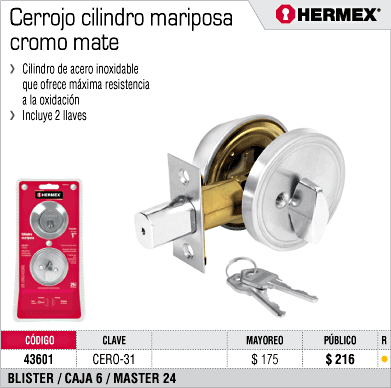 Cerrojo cilindro mariposa
cromo mate
HERMEX®
Cilindro de acero inoxidable
que ofrece máxima resistencia
a la oxidación
Incluye 2 llaves
HERMEX
CÓDIGO CLAVE MAYOREO PÚBLICO R
43601 CERO-31 $ 175 $ 216
BLISTER / CAJA 6 / MASTER 24